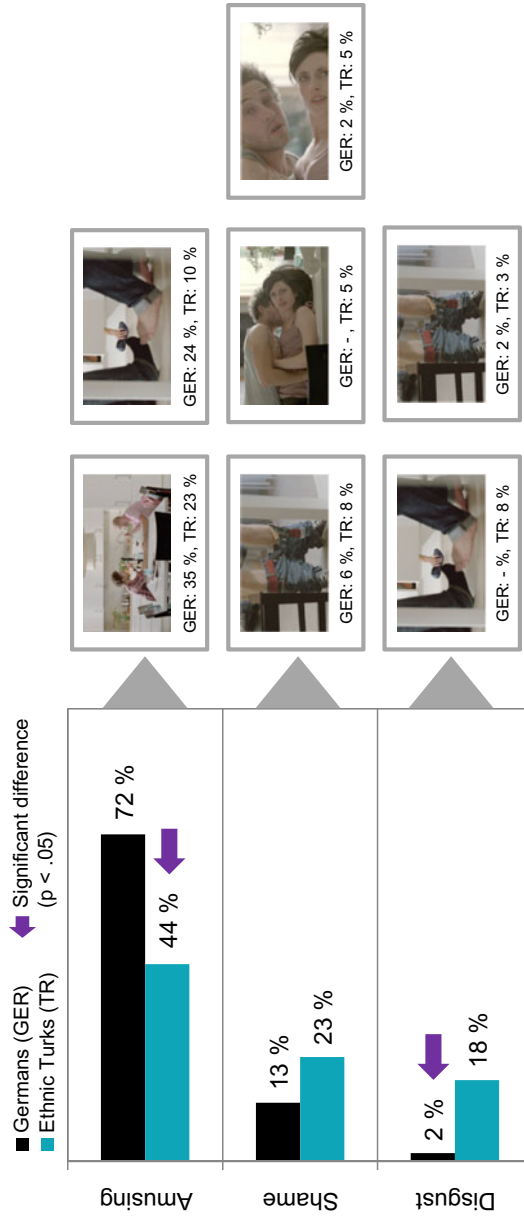 Germans (GER)
Ethnic Turks (TR)
Significant difference
(p < .05)
Amusing
72 %
44 %
GER: 35 %, TR: 23 %
GER: 24 %, TR: 10 %
Shame
13 %
23 %
GER: 6 %, TR: 8 %
GER: - , TR: 5 %
GER: 2 %, TR: 5 %
Disgust
2 %
18 %
GER: - %, TR: 8 %
GER: 2 %, TR: 3 %